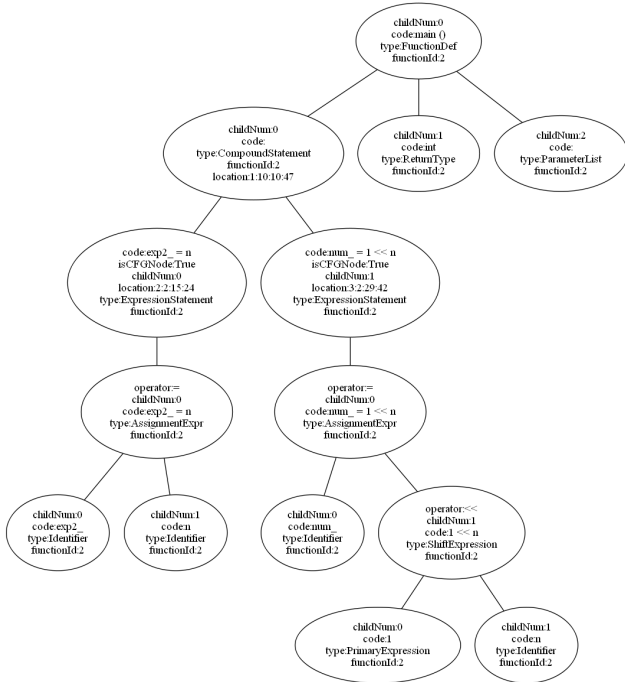 childNum:0
code:main ()
type:FunctionDef
functionId:2
childNum:0
code:
type:CompoundStatement
functionId:2
location:1:10:10:47
childNum:1
code:int
type:ReturnType
functionId:2
childNum:2
code:
type:ParameterList
functionId:2
code:exp2_ = n
isCFGNode:True
childNum:0
location:2:2:15:24
type:ExpressionStatement
functionId:2
code:num_ = 1 << n
isCFGNode:True
childNum:1
location:3:2:29:42
type:ExpressionStatement
functionId:2
operator:=
childNum:0
code:exp2_ = n
type:AssignmentExpr
functionId:2
operator:=
childNum:0
code:num_ = 1 << n
type:AssignmentExpr
functionId:2
childNum:0
code:exp2_
type:Identifier
functionId:2
childNum:1
code:n
type:Identifier
functionId:2
childNum:0
code:num_
type:Identifier
functionId:2
operator:<<
childNum:1
code:1 << n
type:ShiftExpression
functionId:2
childNum:0
code:1
type:PrimaryExpression
functionId:2
childNum:1
code:n
type:Identifier
functionId:2